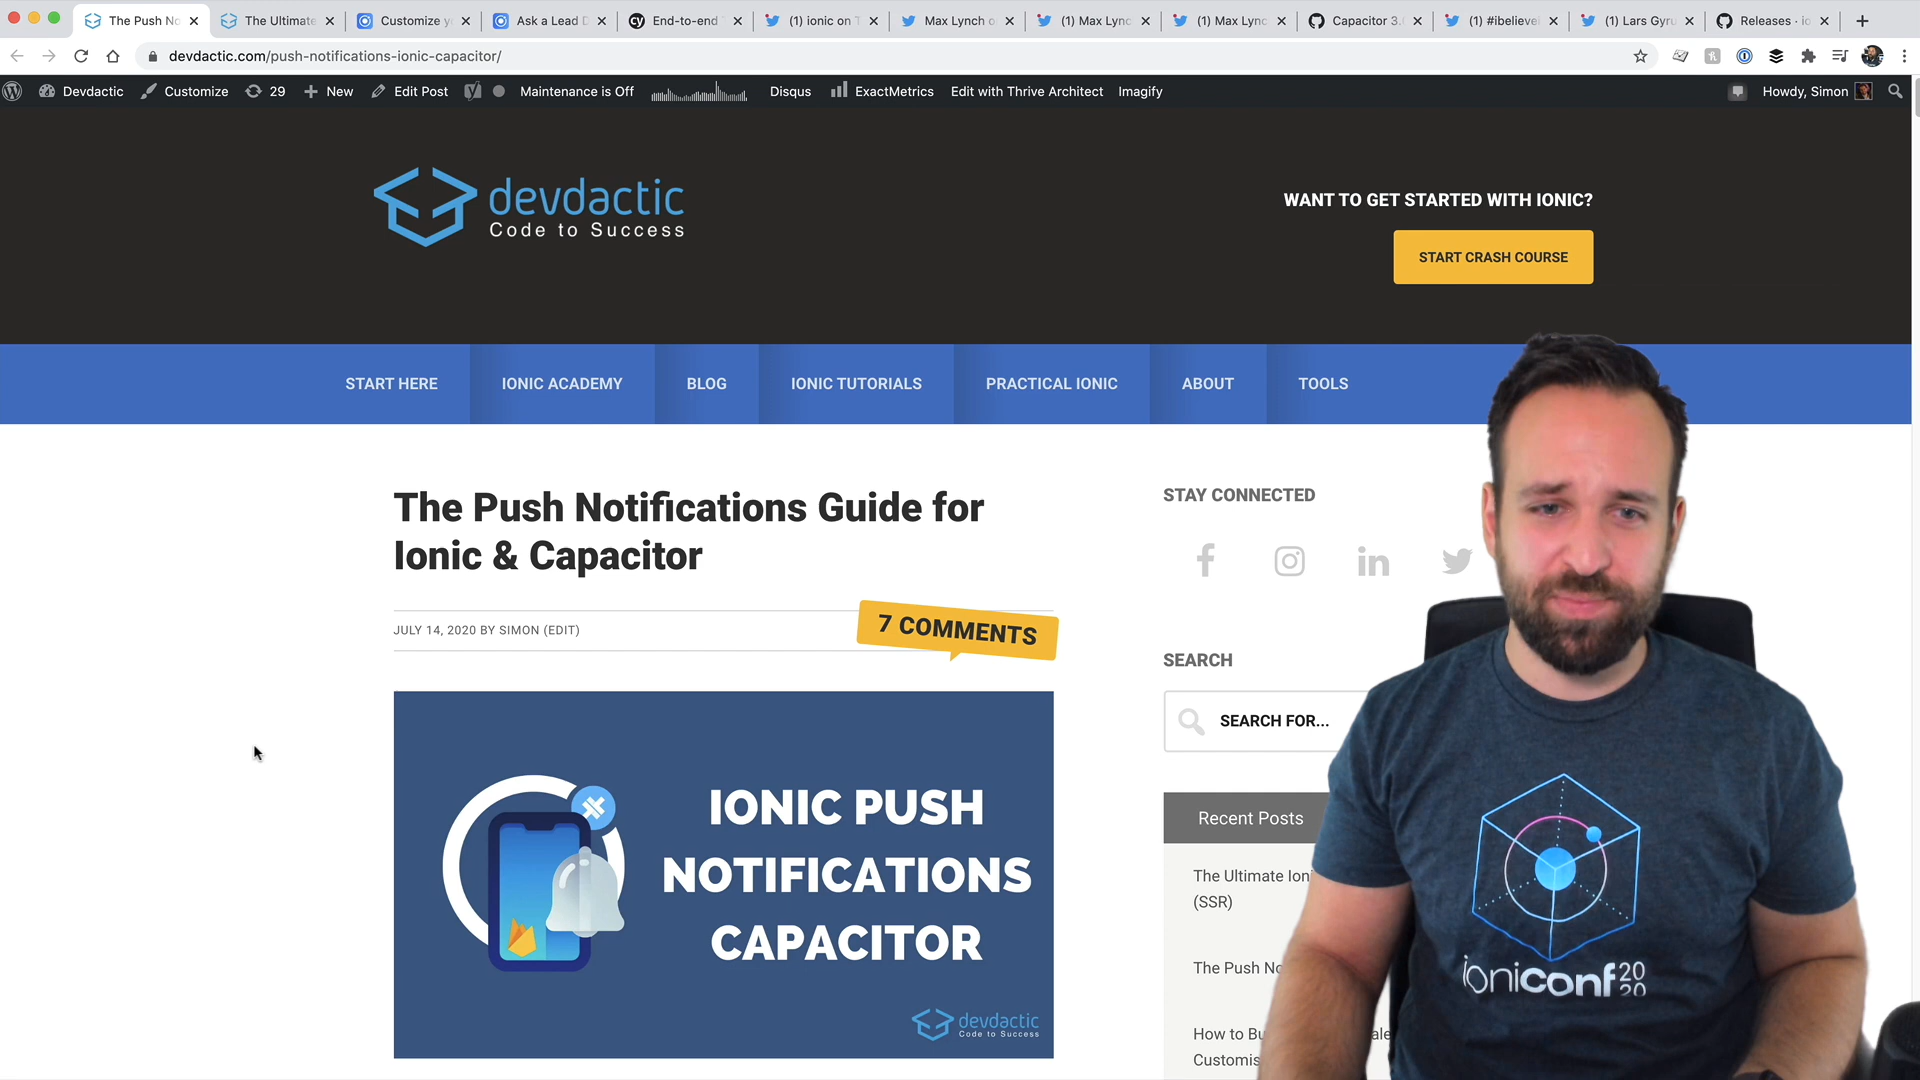 The Push No
The Ultimate
Customize y
Ask a Lead D
End-to-end
(1) ionic on T
Max Lynch o
(1) Max Lync
(1) Max Lync
Capacitor 3.
(1) #ibelieve
(1) Lars Gyru
Releases · io
devdactic.com/push-notifications-ionic-capacitor/
Devdactic
Customize
29
New
Edit Post
Maintenance is Off
Disqus
ExactMetrics
Edit with Thrive Architect
Imagify
Howdy, Simon
devdactic
Code to Success
WANT TO GET STARTED WITH IONIC?
START CRASH COURSE
START HERE
IONIC ACADEMY
BLOG
IONIC TUTORIALS
PRACTICAL IONIC
ABOUT
TOOLS
The Push Notifications Guide for
Ionic & Capacitor
JULY 14, 2020 BY SIMON (EDIT)
7 COMMENTS
IONIC PUSH
NOTIFICATIONS
CAPACITOR
devdactic
Code to Success
STAY CONNECTED
SEARCH
SEARCH FOR...
Recent Posts
The Ultimate Ioni
(SSR)
The Push No
How to Bu
ale
Customis
ioniconf 2020